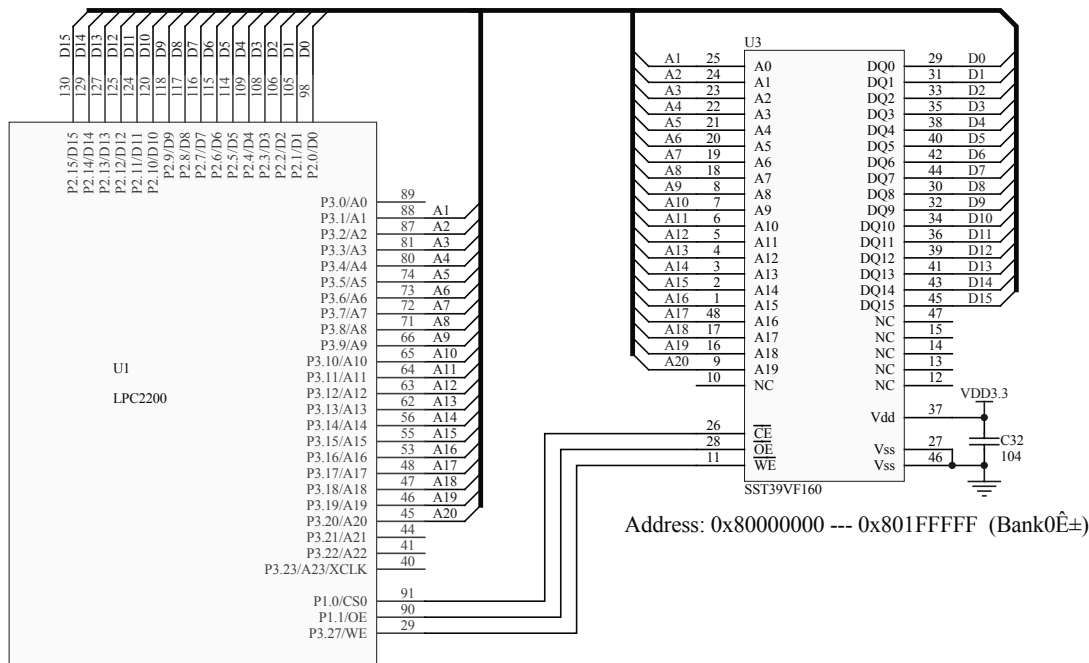 D15 D14 D13 D12 D11 D10 D9 D8 D7 D6 D5 D4 D3 D2 D1 D0
130 129 127 125 124 120 118 117 116 115 114 109 108 106 105 98
P2.15/D15 P2.14/D14 P2.13/D13 P2.12/D12 P2.11/D11 P2.10/D10 P2.9/D9 P2.8/D8 P2.7/D7 P2.6/D6 P2.5/D5 P2.4/D4 P2.3/D3 P2.2/D2 P2.1/D1 P2.0/D0
P3.0/A0 89
P3.1/A1 88 A1
P3.2/A2 87 A2
P3.3/A3 81 A3
P3.4/A4 80 A4
P3.5/A5 74 A5
P3.6/A6 73 A6
P3.7/A7 72 A7
P3.8/A8 71 A8
P3.9/A9 66 A9
P3.10/A10 65 A10
P3.11/A11 64 A11
P3.12/A12 63 A12
P3.13/A13 62 A13
P3.14/A14 56 A14
P3.15/A15 55 A15
P3.16/A16 53 A16
P3.17/A17 48 A17
P3.18/A18 47 A18
P3.19/A19 46 A19
P3.20/A20 45 A20
P3.21/A21 44
P3.22/A22 41
P3.23/A23/XCLK 40
P1.0/CS0 91
P1.1/OE 90
P3.27/WE 29
U1
LPC2200
U3
A1 25 A0 DQ0 29 D0
A2 24 A1 DQ1 31 D1
A3 23 A2 DQ2 33 D2
A4 22 A3 DQ3 35 D3
A5 21 A4 DQ4 38 D4
A6 20 A5 DQ5 40 D5
A7 19 A6 DQ6 42 D6
A8 18 A7 DQ7 44 D7
A9 8 A8 DQ8 30 D8
A10 7 A9 DQ9 32 D9
A11 6 A10 DQ10 34 D10
A12 5 A11 DQ11 36 D11
A13 4 A12 DQ12 39 D12
A14 3 A13 DQ13 41 D13
A15 2 A14 DQ14 43 D14
A16 1 A15 DQ15 45 D15
A17 48 A16 NC 47
A18 17 A17 NC 15
A19 16 A18 NC 14
A20 9 A19 NC 13
10 NC NC 12
VDD3.3
Vdd 37
26 CE
28 OE Vss 27
11 WE Vss 46
C32
104
SST39VF160
Address: 0x80000000 --- 0x801FFFFF (Bank0Ê±)